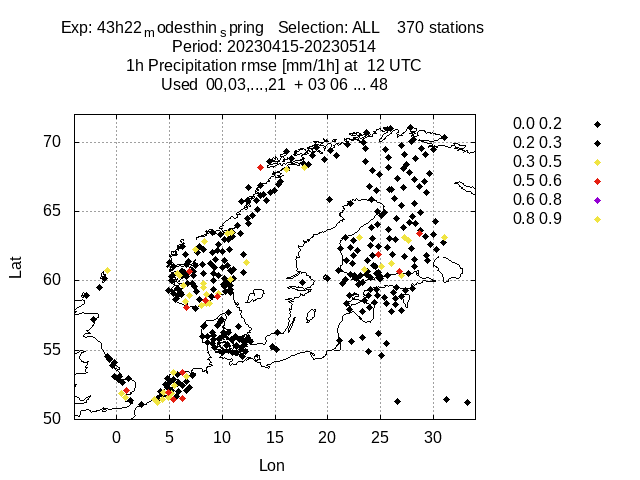 Exp: 43h22modesthinspring   Selection: ALL    370 stations
Period: 20230415-20230514
1h Precipitation rmse [mm/1h] at  12 UTC
Used  00,03,...,21  + 03 06 ... 48
70
65
60
55
50
Lat
0 5 10 15 20 25 30
Lon
0.0 0.2
0.2 0.3
0.3 0.5
0.5 0.6
0.6 0.8
0.8 0.9